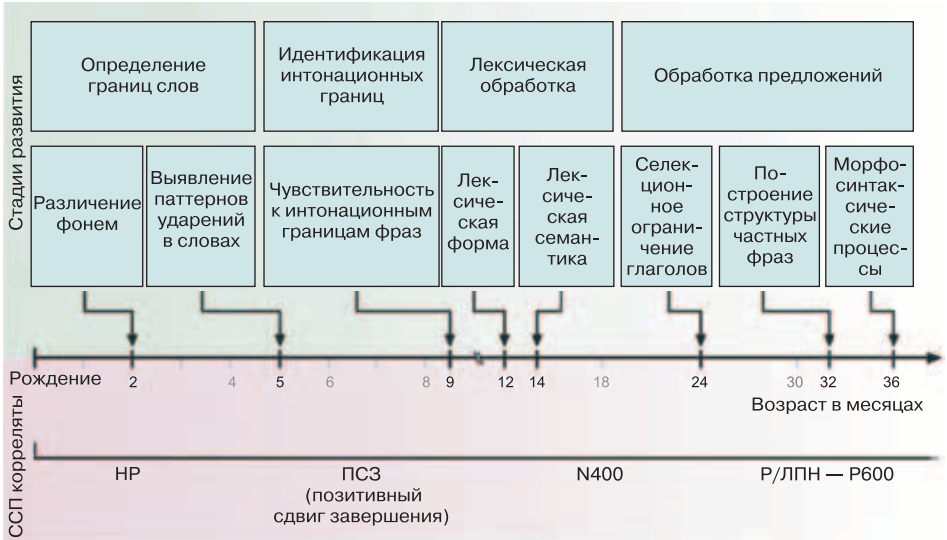 Стадии развития
Определение
границ слов
Идентификация
интонационных
границ
Лексическая
обработка
Обработка предложений
Различение
фонем
Выявление
паттернов
ударений
в словах
Чувствительность
к интонационным
границам фраз
Лек-
сиче-
ская
форма
Лек-
сиче-
ская
семан-
тика
Селек-
цион-
ное
ограни-
чение
глаголов
По-
строение
структуры
частных
фраз
Морфо-
синтак-
сиче-
ские
процес-
сы
Рождение 2 4 5 6 8 9 12 14 18 24 30 32 36
Возраст в месяцах
ССП корреляты
НР
ПСЗ
(позитивный
сдвиг завершения)
N400
Р/ЛПН — Р600